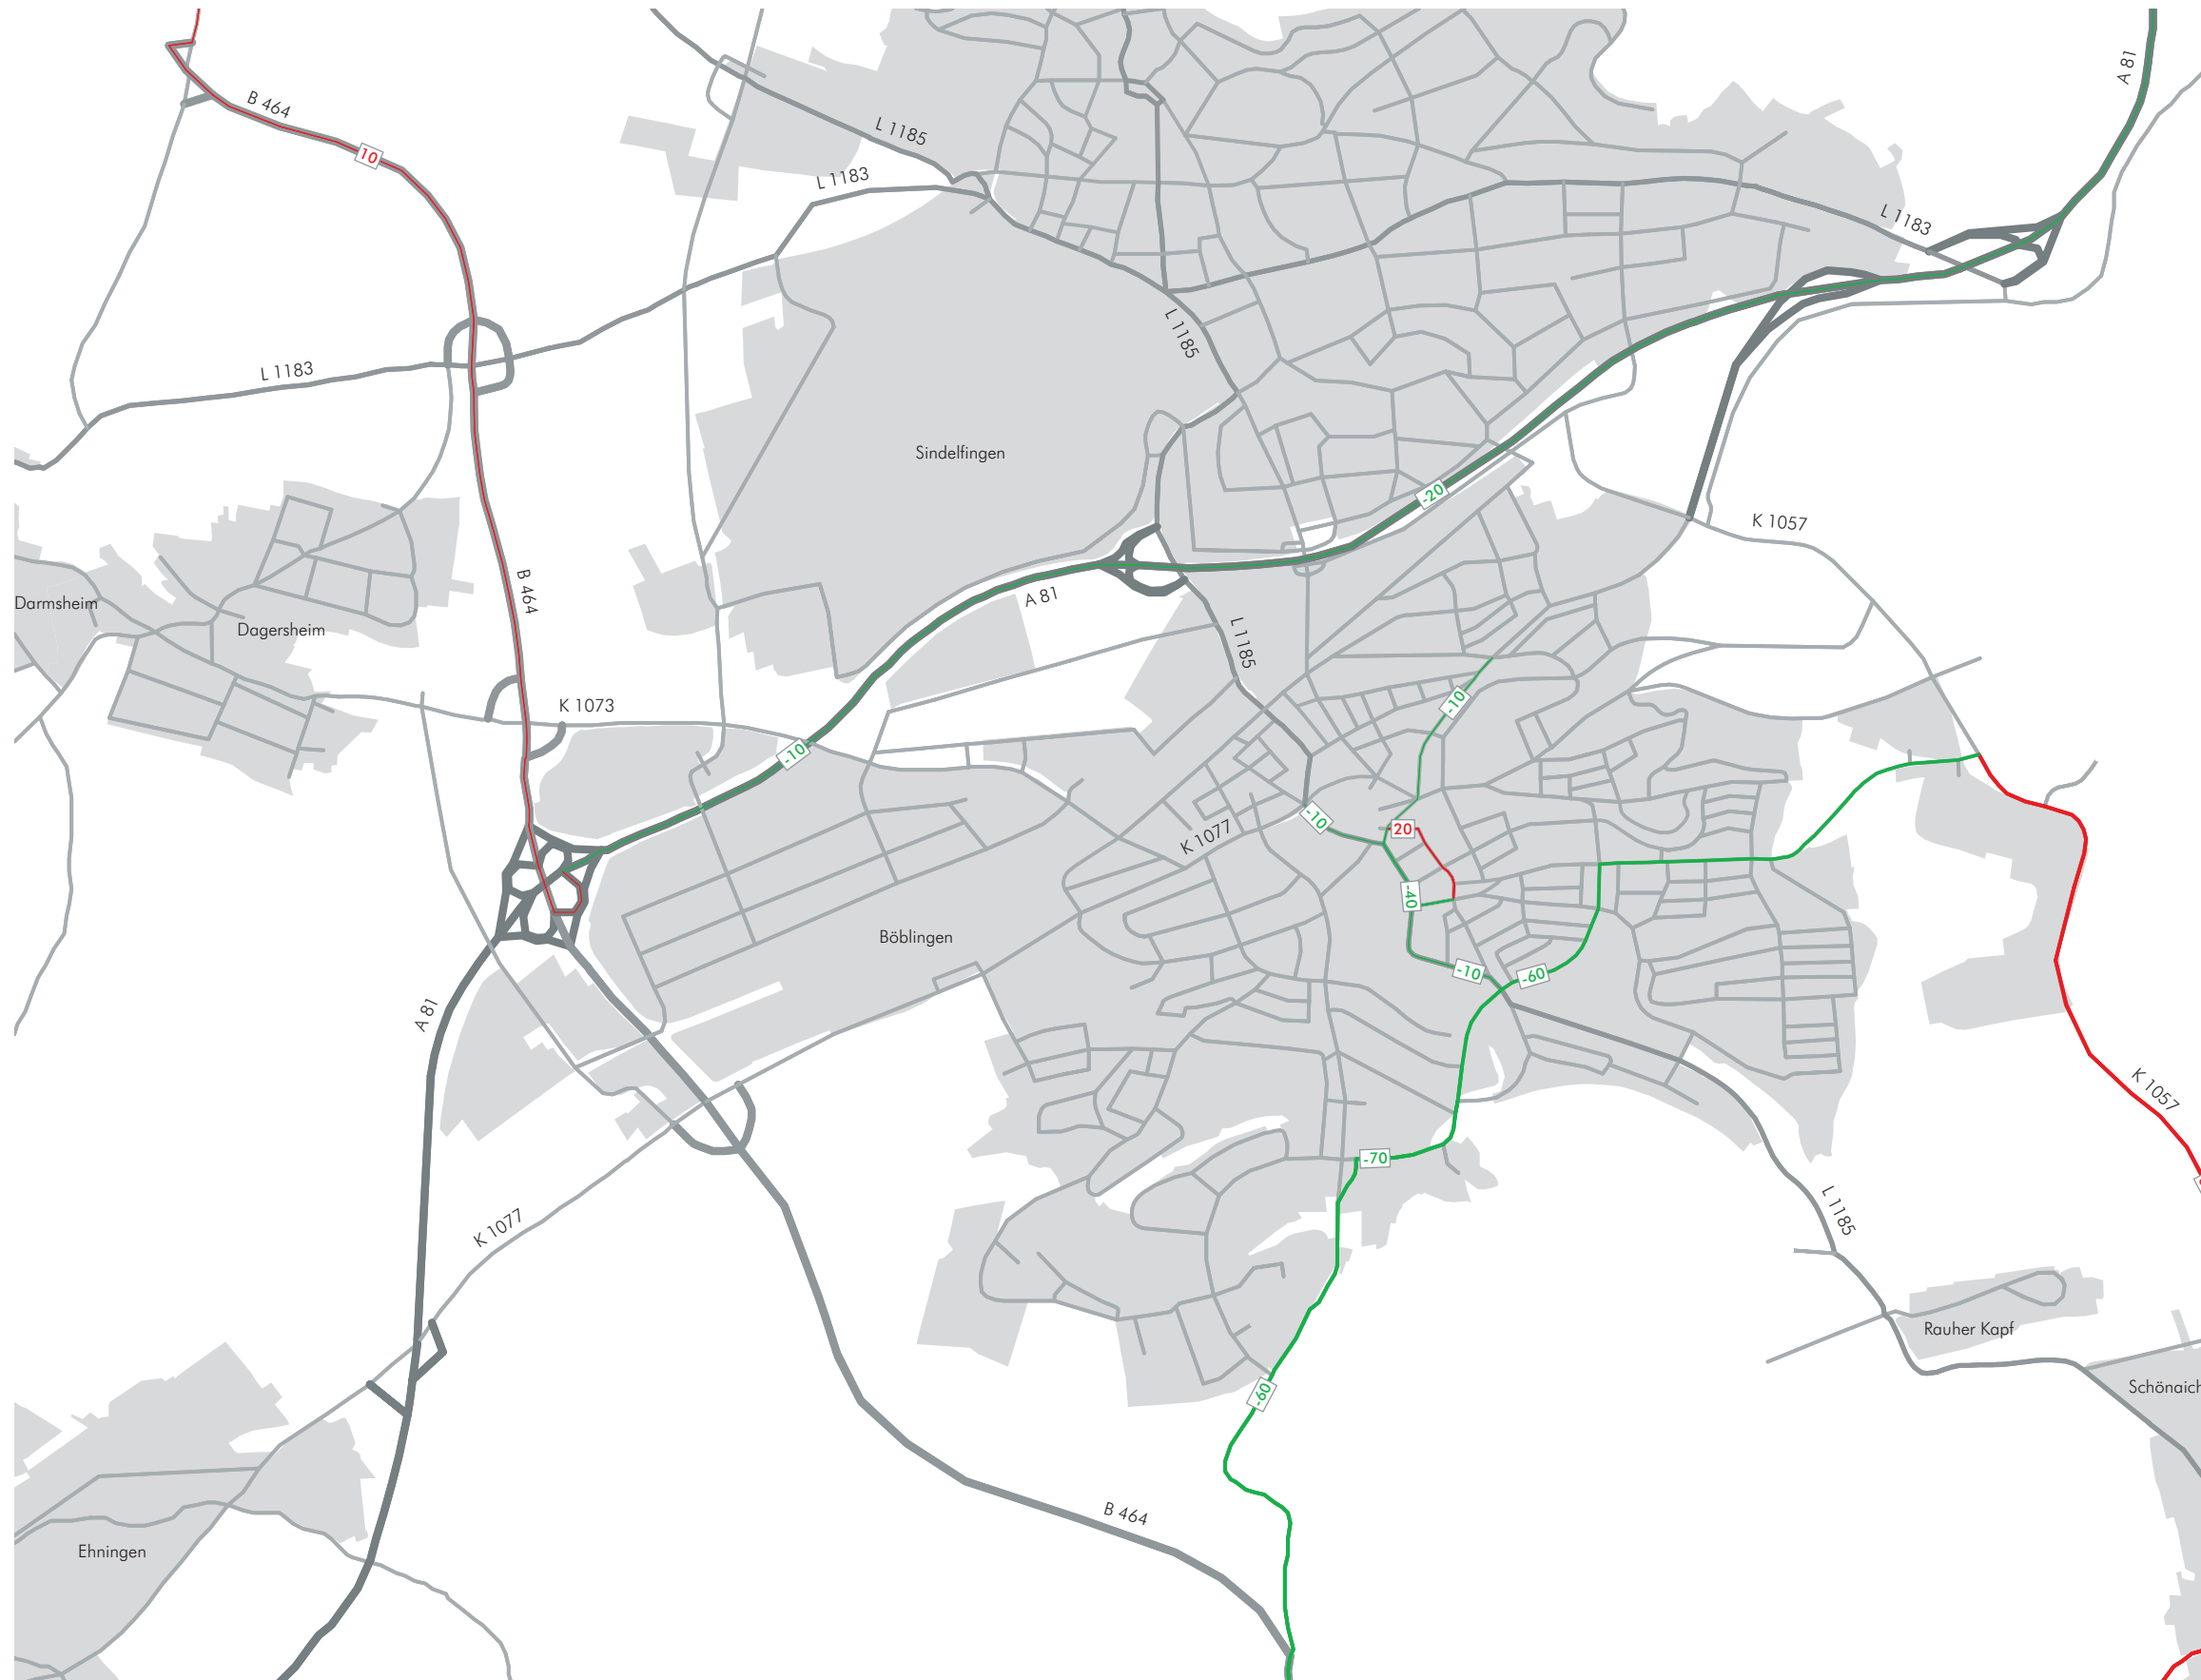 A 81
B 464
10
L 1185
L 1183
L 1183
L 1185
L 1183
Sindelfingen
-20
K 1057
B 464
A 81
Darmsheim
Dagersheim
L 1185
K 1073
-10
-10
-10
20
K 1077
-40
Böblingen
-10
-60
A 81
K 1057
-70
K 1077
L 1185
Rauher Kapf
Schönaich
-60
B 464
Ehningen